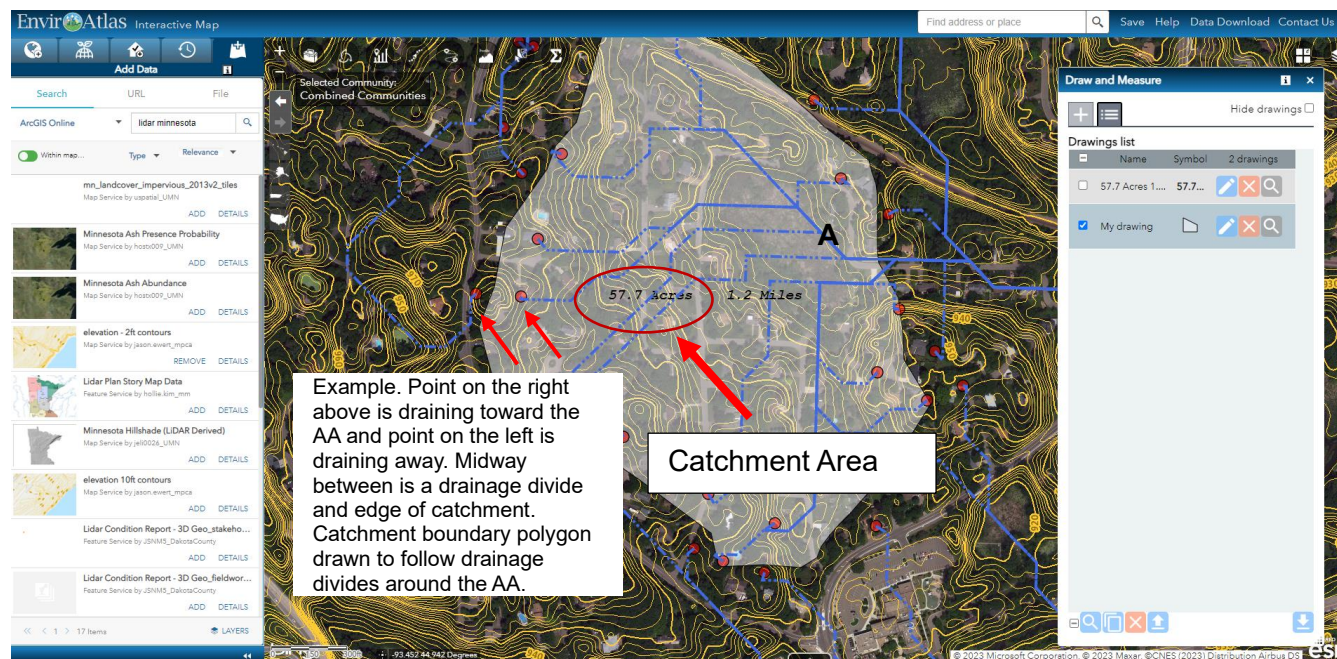 EnviroAtlas Interactive Map
Find address or place
Save Help Data Download Contact Us
Add Data
Search URL File
ArcGIS Online lidar minnesota
Within map... Type Relevance
mn_landcover_impervious_2013v2_tiles
Map Service by uspatial_UMN
ADD DETAILS
Minnesota Ash Presence Probability
Map Service by hostx009_UMN
ADD DETAILS
Minnesota Ash Abundance
Map Service by hostx009_UMN
ADD DETAILS
elevation - 2ft contours
Map Service by jason.ewert_mpca
REMOVE DETAILS
Lidar Plan Story Map Data
Feature Service by hollie.kim_mm
ADD DETAILS
Minnesota Hillshade (LiDAR Derived)
Map Service by jeli0026_UMN
ADD DETAILS
elevation 10ft contours
Map Service by jason.ewert_mpca
ADD DETAILS
Lidar Condition Report - 3D Geo_stakeho...
Feature Service by JSNM5_DakotaCounty
ADD DETAILS
Lidar Condition Report - 3D Geo_fieldwor...
Feature Service by JSNM5_DakotaCounty
ADD DETAILS
1 17 Items LAYERS
Selected Community:
Combined Communities
A
57.7 Acres 1.2 Miles
940
910
920
Example. Point on the right
above is draining toward the
AA and point on the left is
draining away. Midway
between is a drainage divide
and edge of catchment.
Catchment boundary polygon
drawn to follow drainage
divides around the AA.
Catchment Area
-93.452 44.942 Degrees
Draw and Measure
Hide drawings
Drawings list
Name Symbol 2 drawings
57.7 Acres 1.... 57.7...
My drawing
© 2023 Microsoft Corporation, © 2023 Maxar, ©CNES (2023) Distribution Airbus DS